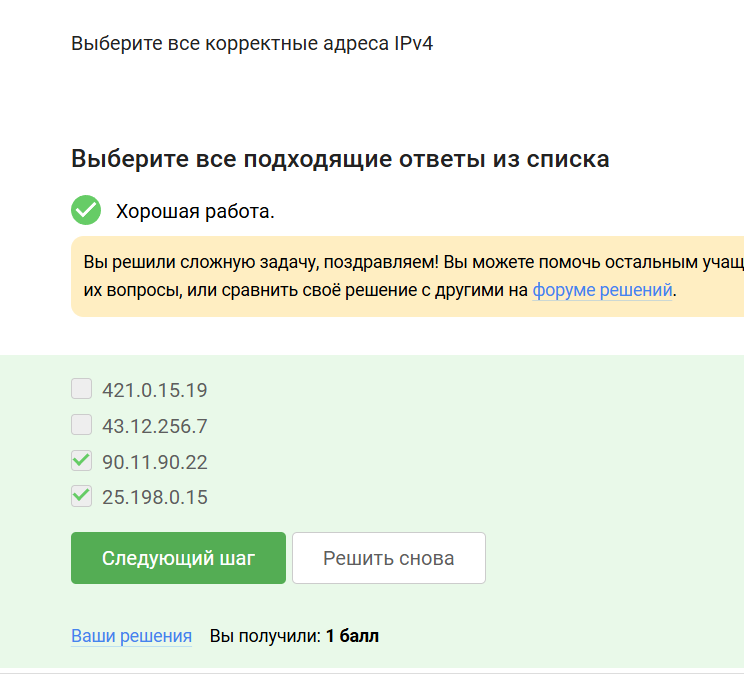 Выберите все корректные адреса IPv4
Выберите все подходящие ответы из списка
Хорошая работа.
Вы решили сложную задачу, поздравляем! Вы можете помочь остальным учащ
их вопросы, или сравнить своё решение с другими на форуме решений.
421.0.15.19
43.12.256.7
90.11.90.22
25.198.0.15
Следующий шаг Решить снова
Ваши решения Вы получили: 1 балл